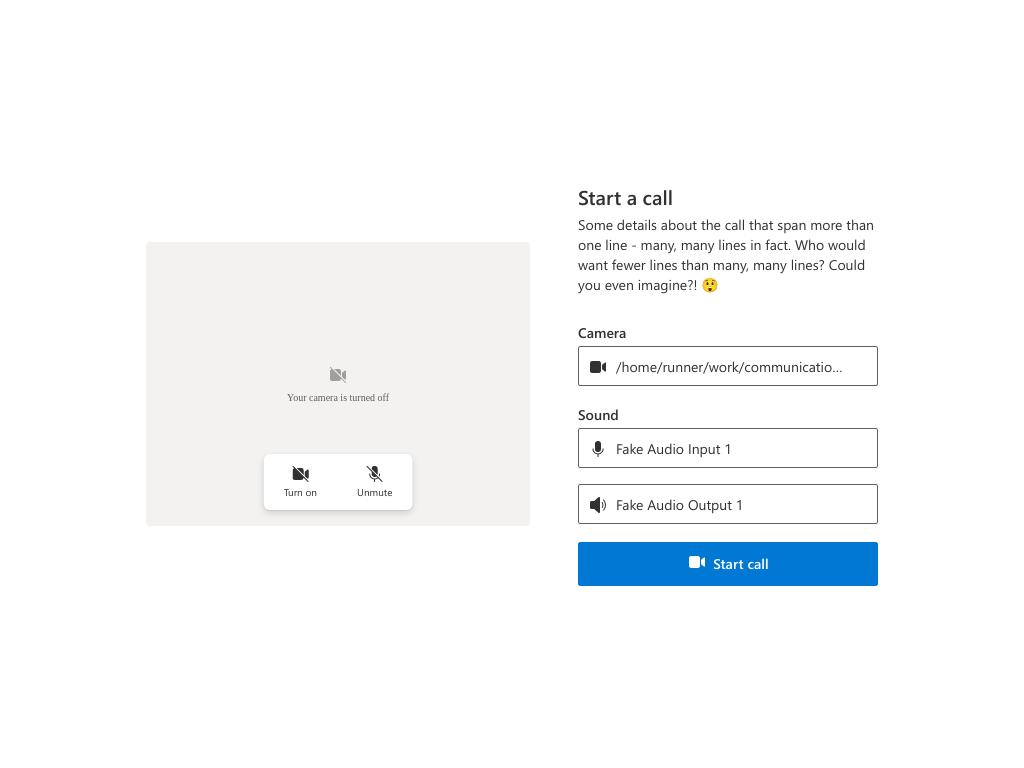 Start a call
Some details about the call that span more than
one line - many, many lines in fact. Who would
want fewer lines than many, many lines? Could
you even imagine?! 😲
Your camera is turned off
Turn on
Unmute
Camera
/home/runner/work/communicatio...
Sound
Fake Audio Input 1
Fake Audio Output 1
Start call